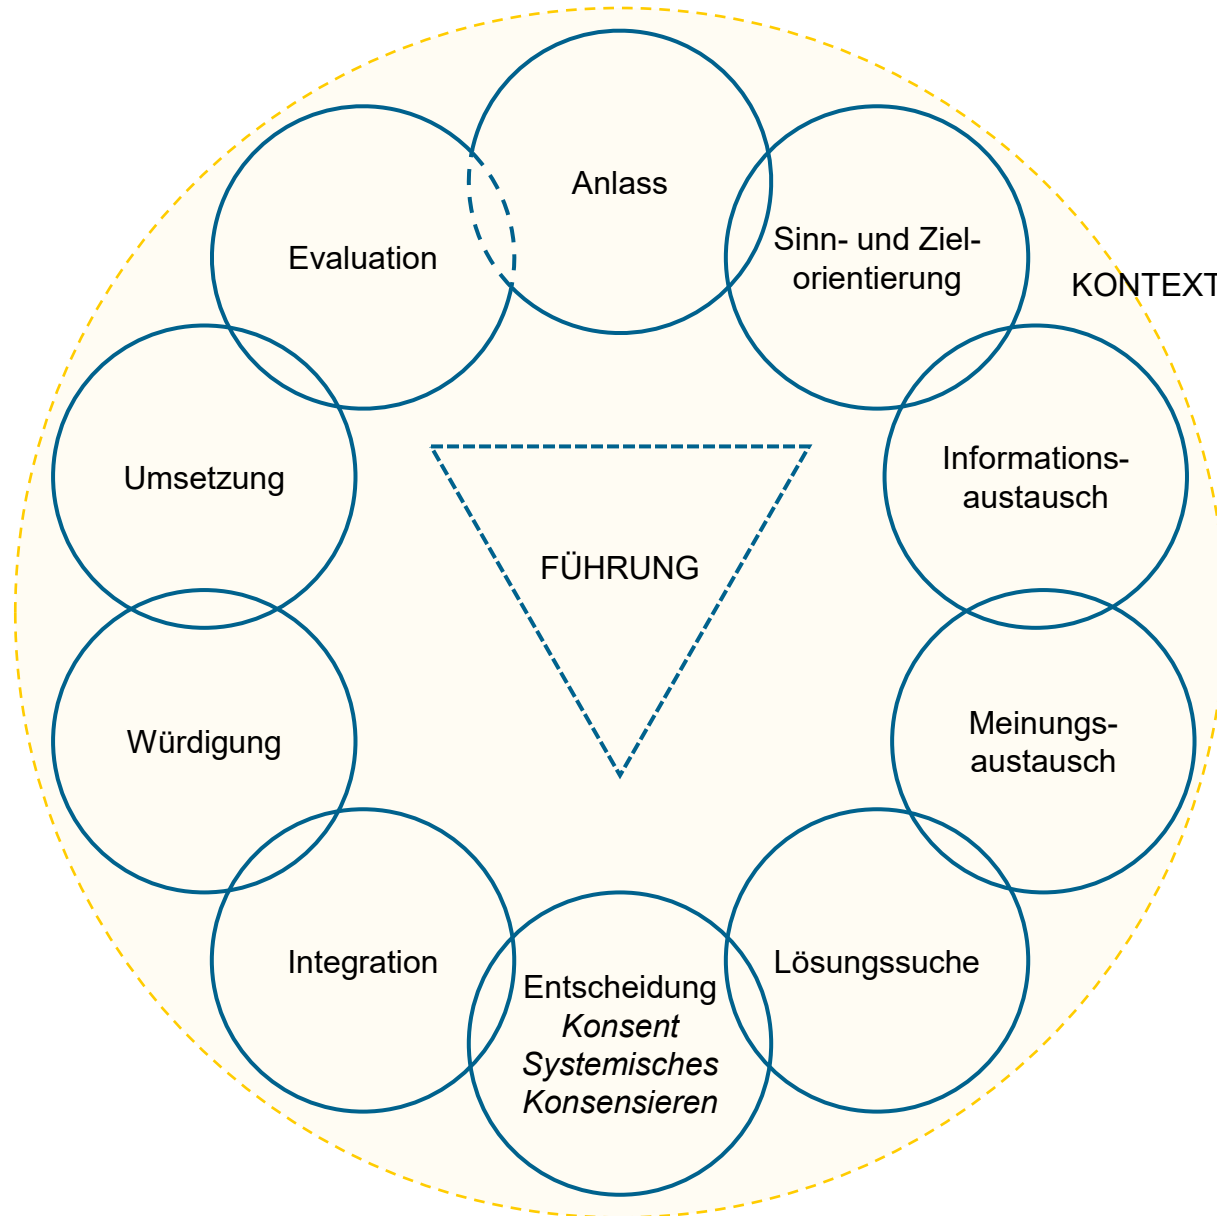 Anlass
Sinn- und Ziel-
orientierung
KONTEXT
Informations-
austausch
Meinungs-
austausch
Lösungssuche
Entscheidung
Konsent
Systemisches
Konsensieren
Integration
Würdigung
Umsetzung
Evaluation
FÜHRUNG